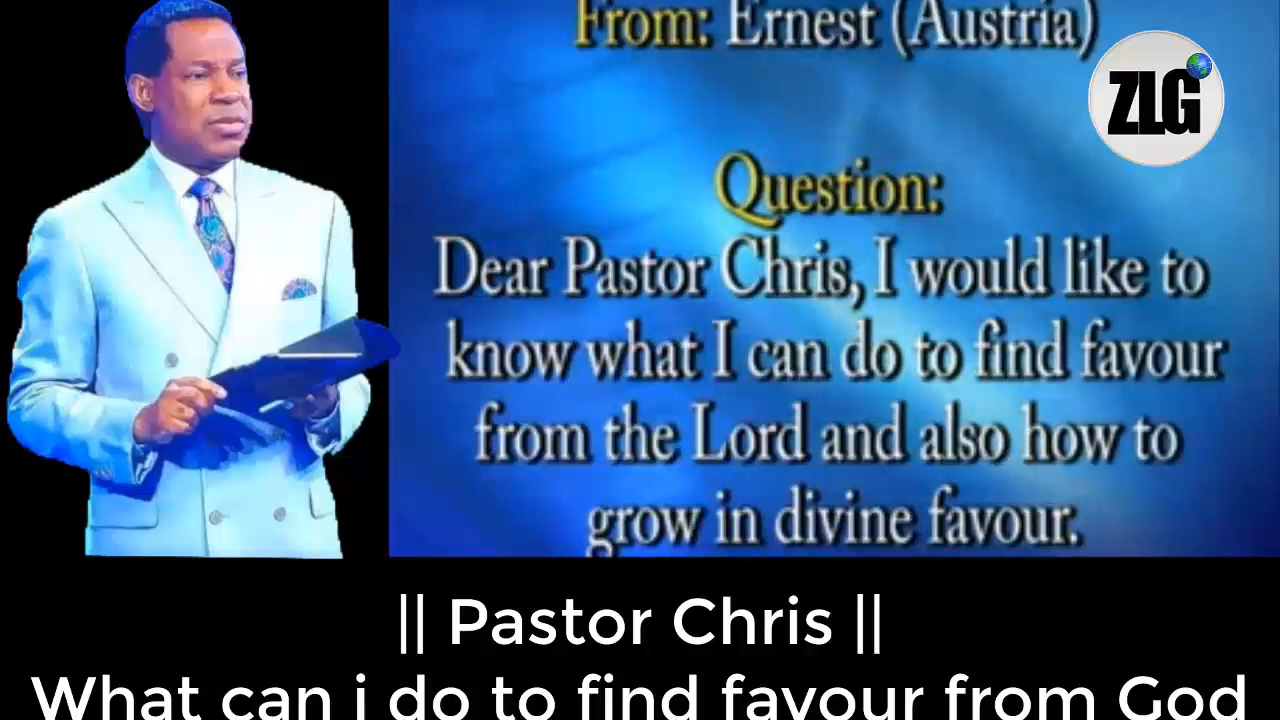 From: Ernest (Austria)
ZLG
Question:
Dear Pastor Chris, I would like to
know what I can do to find favour
from the Lord and also how to
grow in divine favour.
|| Pastor Chris ||
What can i do to find favour from God